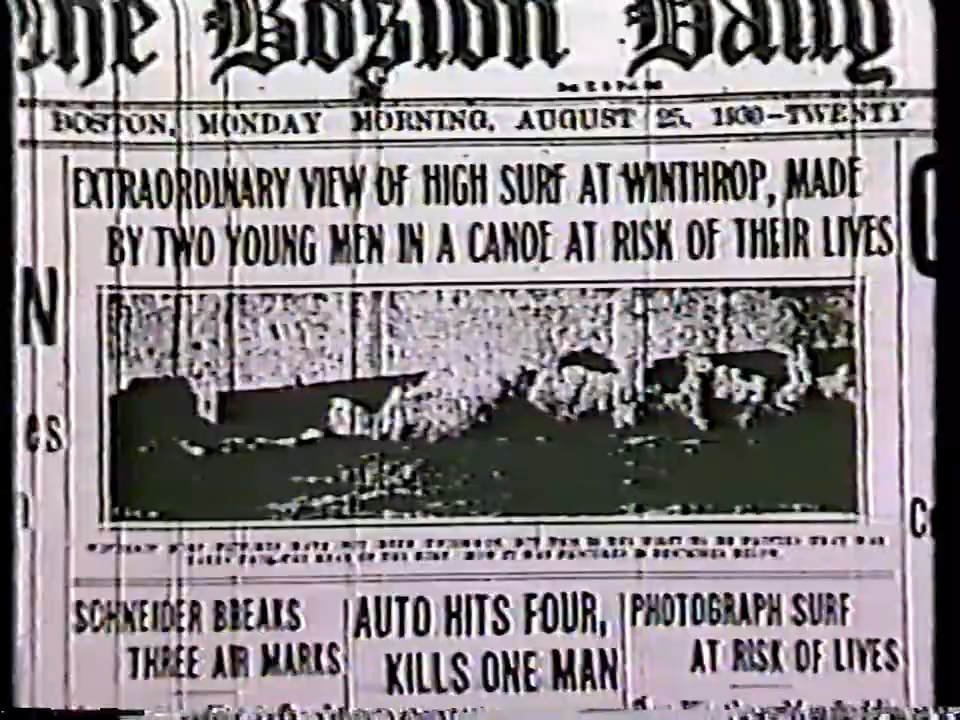 The Boston Daily
BOSTON, MONDAY MORNING, AUGUST 25, 1930—TWENTY
EXTRAORDINARY VIEW OF HIGH SURF AT WINTHROP, MADE
BY TWO YOUNG MEN IN A CANOE AT RISK OF THEIR LIVES
N
es
SCHNEIDER BREAKS
THREE AIR MARKS
AUTO HITS FOUR,
KILLS ONE MAN
PHOTOGRAPH SURF
AT RISK OF LIVES